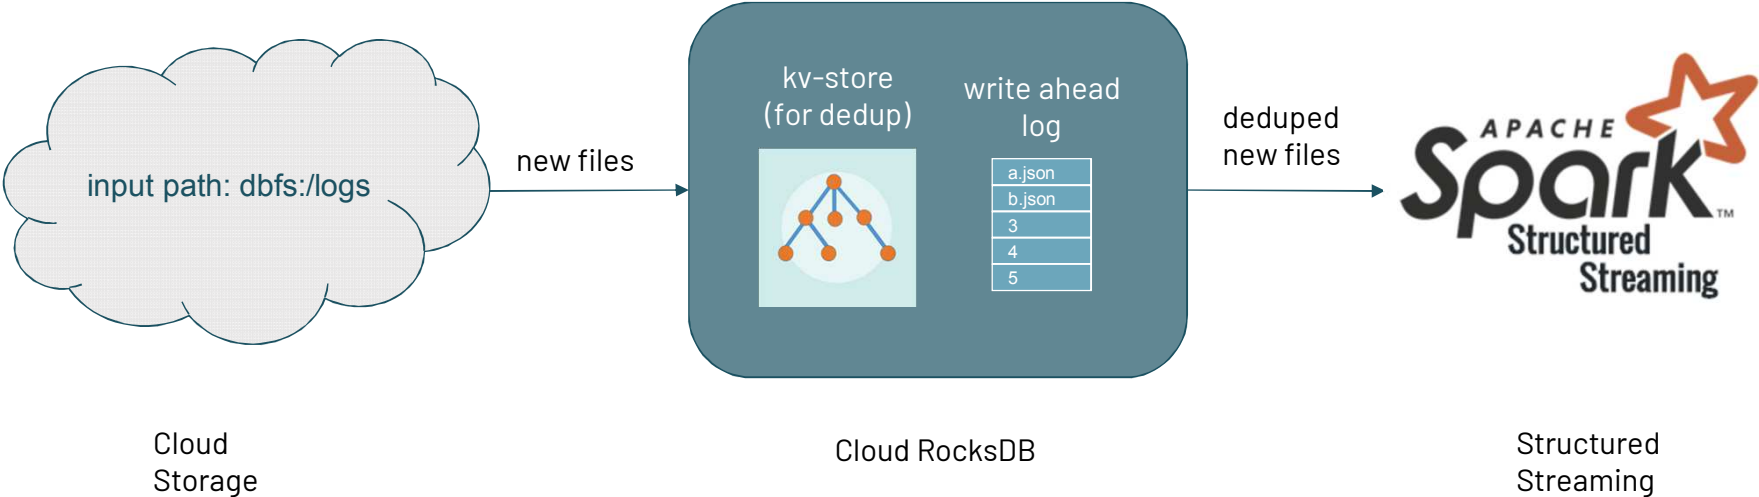 input path: dbfs:/logs
new files
kv-store
(for dedup)
write ahead
log
a.json
b.json
3
4
5
deduped
new files
APACHE
Spark
TM
Structured
Streaming
Cloud
Storage
Cloud RocksDB
Structured
Streaming